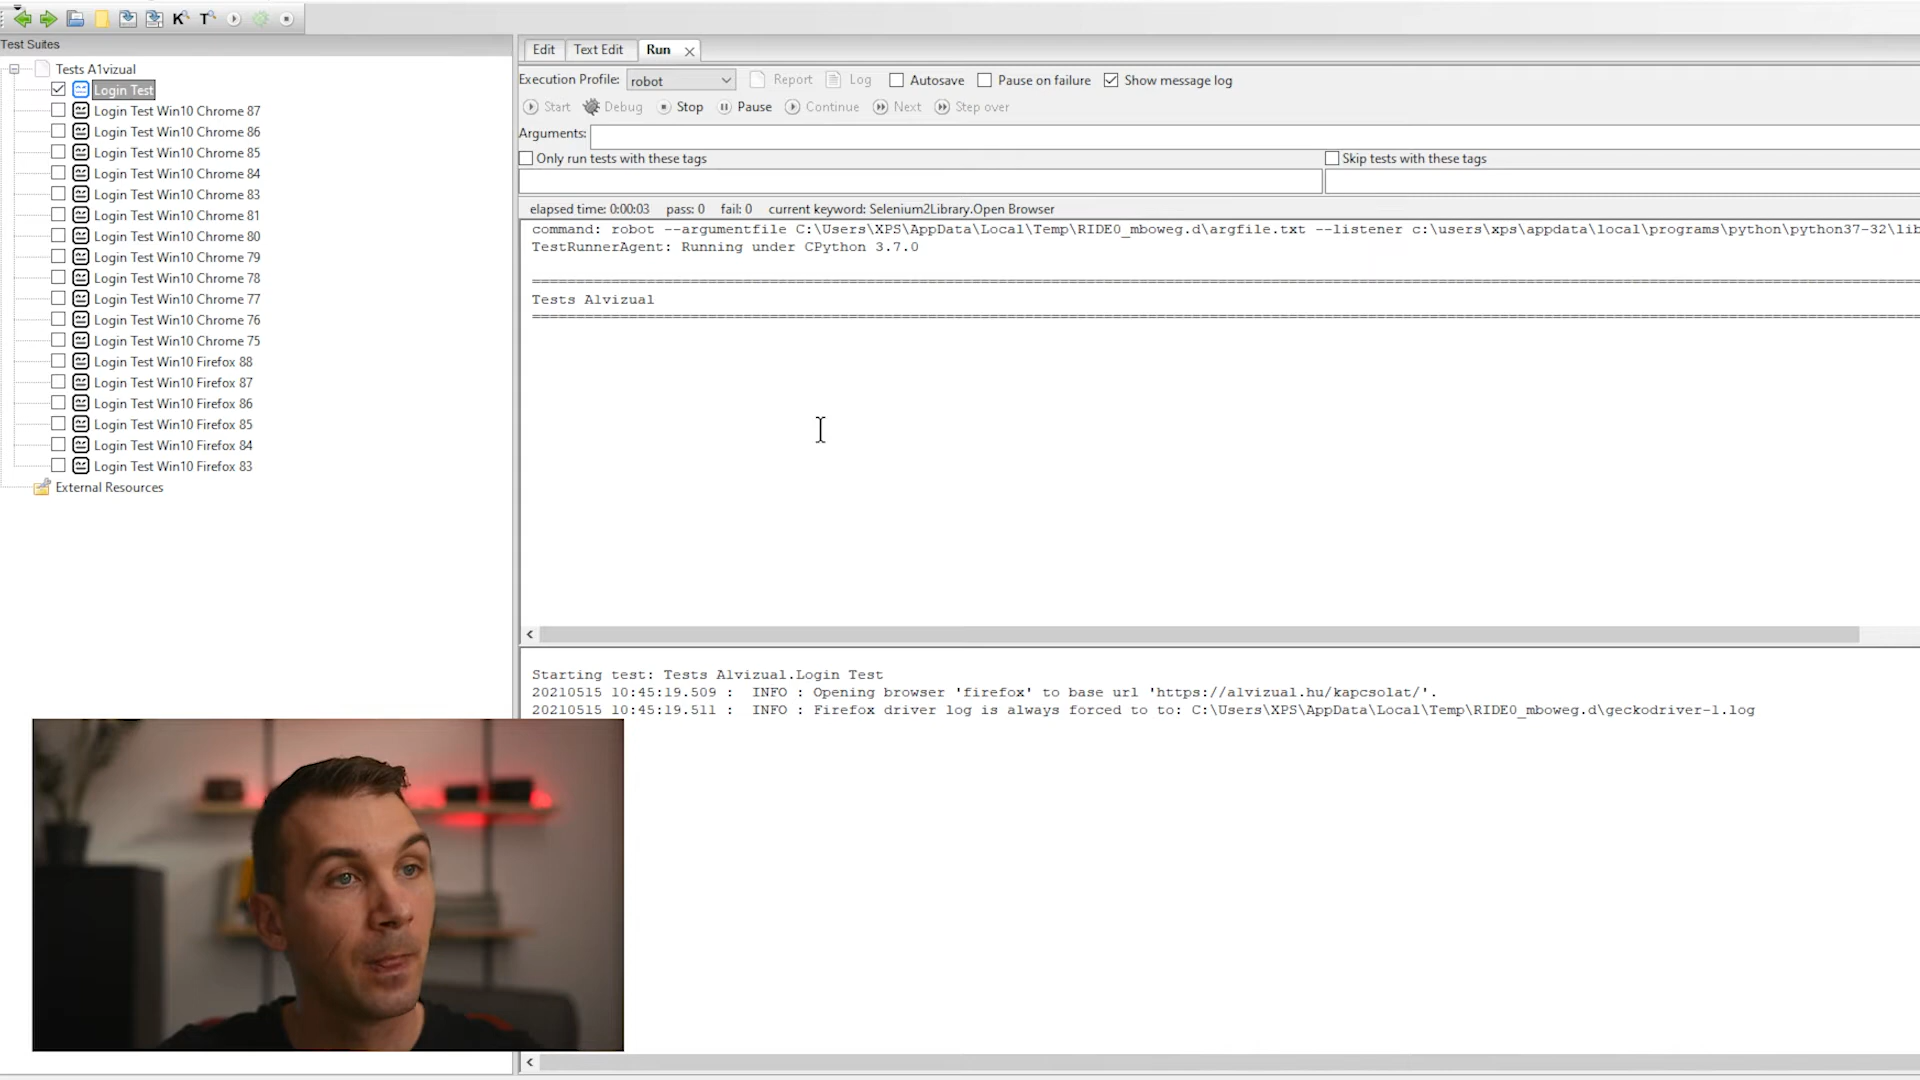 Test Suites
Tests A1vizual
Login Test
Login Test Win10 Chrome 87
Login Test Win10 Chrome 86
Login Test Win10 Chrome 85
Login Test Win10 Chrome 84
Login Test Win10 Chrome 83
Login Test Win10 Chrome 81
Login Test Win10 Chrome 80
Login Test Win10 Chrome 79
Login Test Win10 Chrome 78
Login Test Win10 Chrome 77
Login Test Win10 Chrome 76
Login Test Win10 Chrome 75
Login Test Win10 Firefox 88
Login Test Win10 Firefox 87
Login Test Win10 Firefox 86
Login Test Win10 Firefox 85
Login Test Win10 Firefox 84
Login Test Win10 Firefox 83
External Resources
Edit Text Edit Run
Execution Profile: robot Report Log Autosave Pause on failure Show message log
Start Debug Stop Pause Continue Next Step over
Arguments:
Only run tests with these tags Skip tests with these tags
elapsed time: 0:00:03 pass: 0 fail: 0 current keyword: Selenium2Library.Open Browser
command: robot --argumentfile C:\Users\XPS\AppData\Local\Temp\RIDE0_mboweg.d\argfile.txt --listener c:\users\xps\appdata\local\programs\python\python37-32\lib
TestRunnerAgent: Running under CPython 3.7.0
Tests A1vizual
Starting test: Tests A1vizual.Login Test
20210515 10:45:19.509 : INFO : Opening browser 'firefox' to base url 'https://a1vizual.hu/kapcsolat/'.
20210515 10:45:19.511 : INFO : Firefox driver log is always forced to to: C:\Users\XPS\AppData\Local\Temp\RIDE0_mboweg.d\geckodriver-1.log